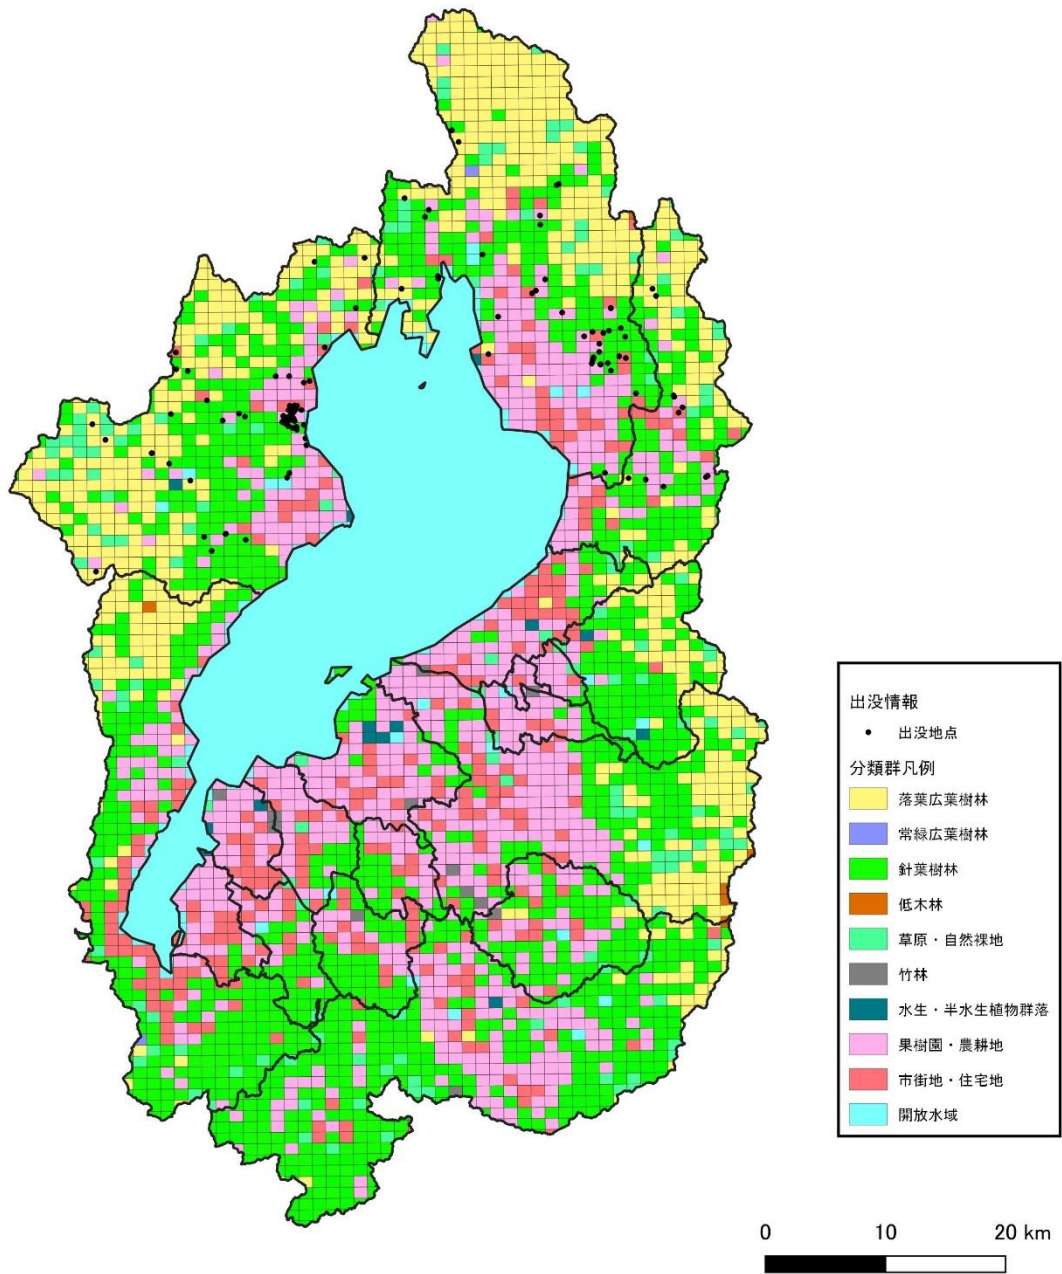 出没情報
出没地点
分類群凡例
落葉広葉樹林
常緑広葉樹林
針葉樹林
低木林
草原・自然裸地
竹林
水生・半水生植物群落
果樹園・農耕地
市街地・住宅地
開放水域
0 10 20 km